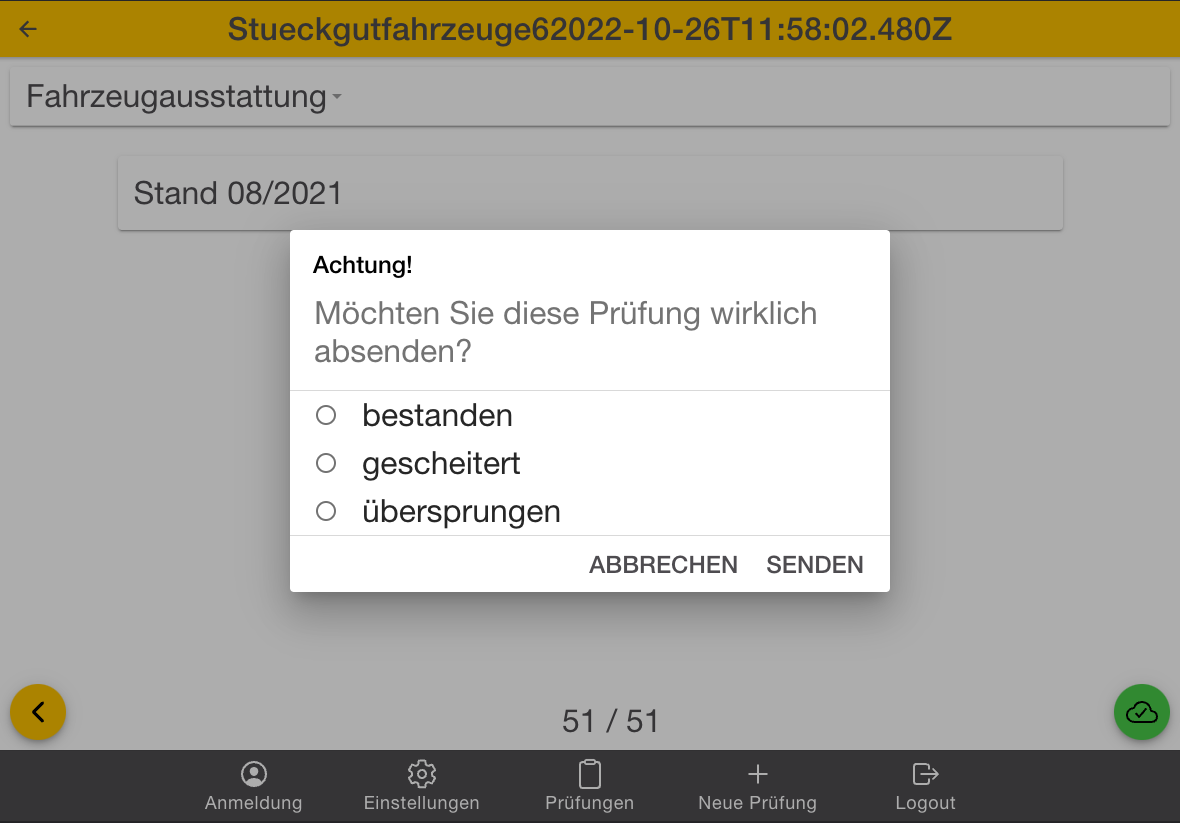 Stueckgutfahrzeuge62022-10-26T11:58:02.480Z
Fahrzeugausstattung
Stand 08/2021
Achtung!
Möchten Sie diese Prüfung wirklich
absenden?
bestanden
gescheitert
übersprungen
ABBRECHEN SENDEN
51 / 51
Anmeldung Einstellungen Prüfungen Neue Prüfung Logout